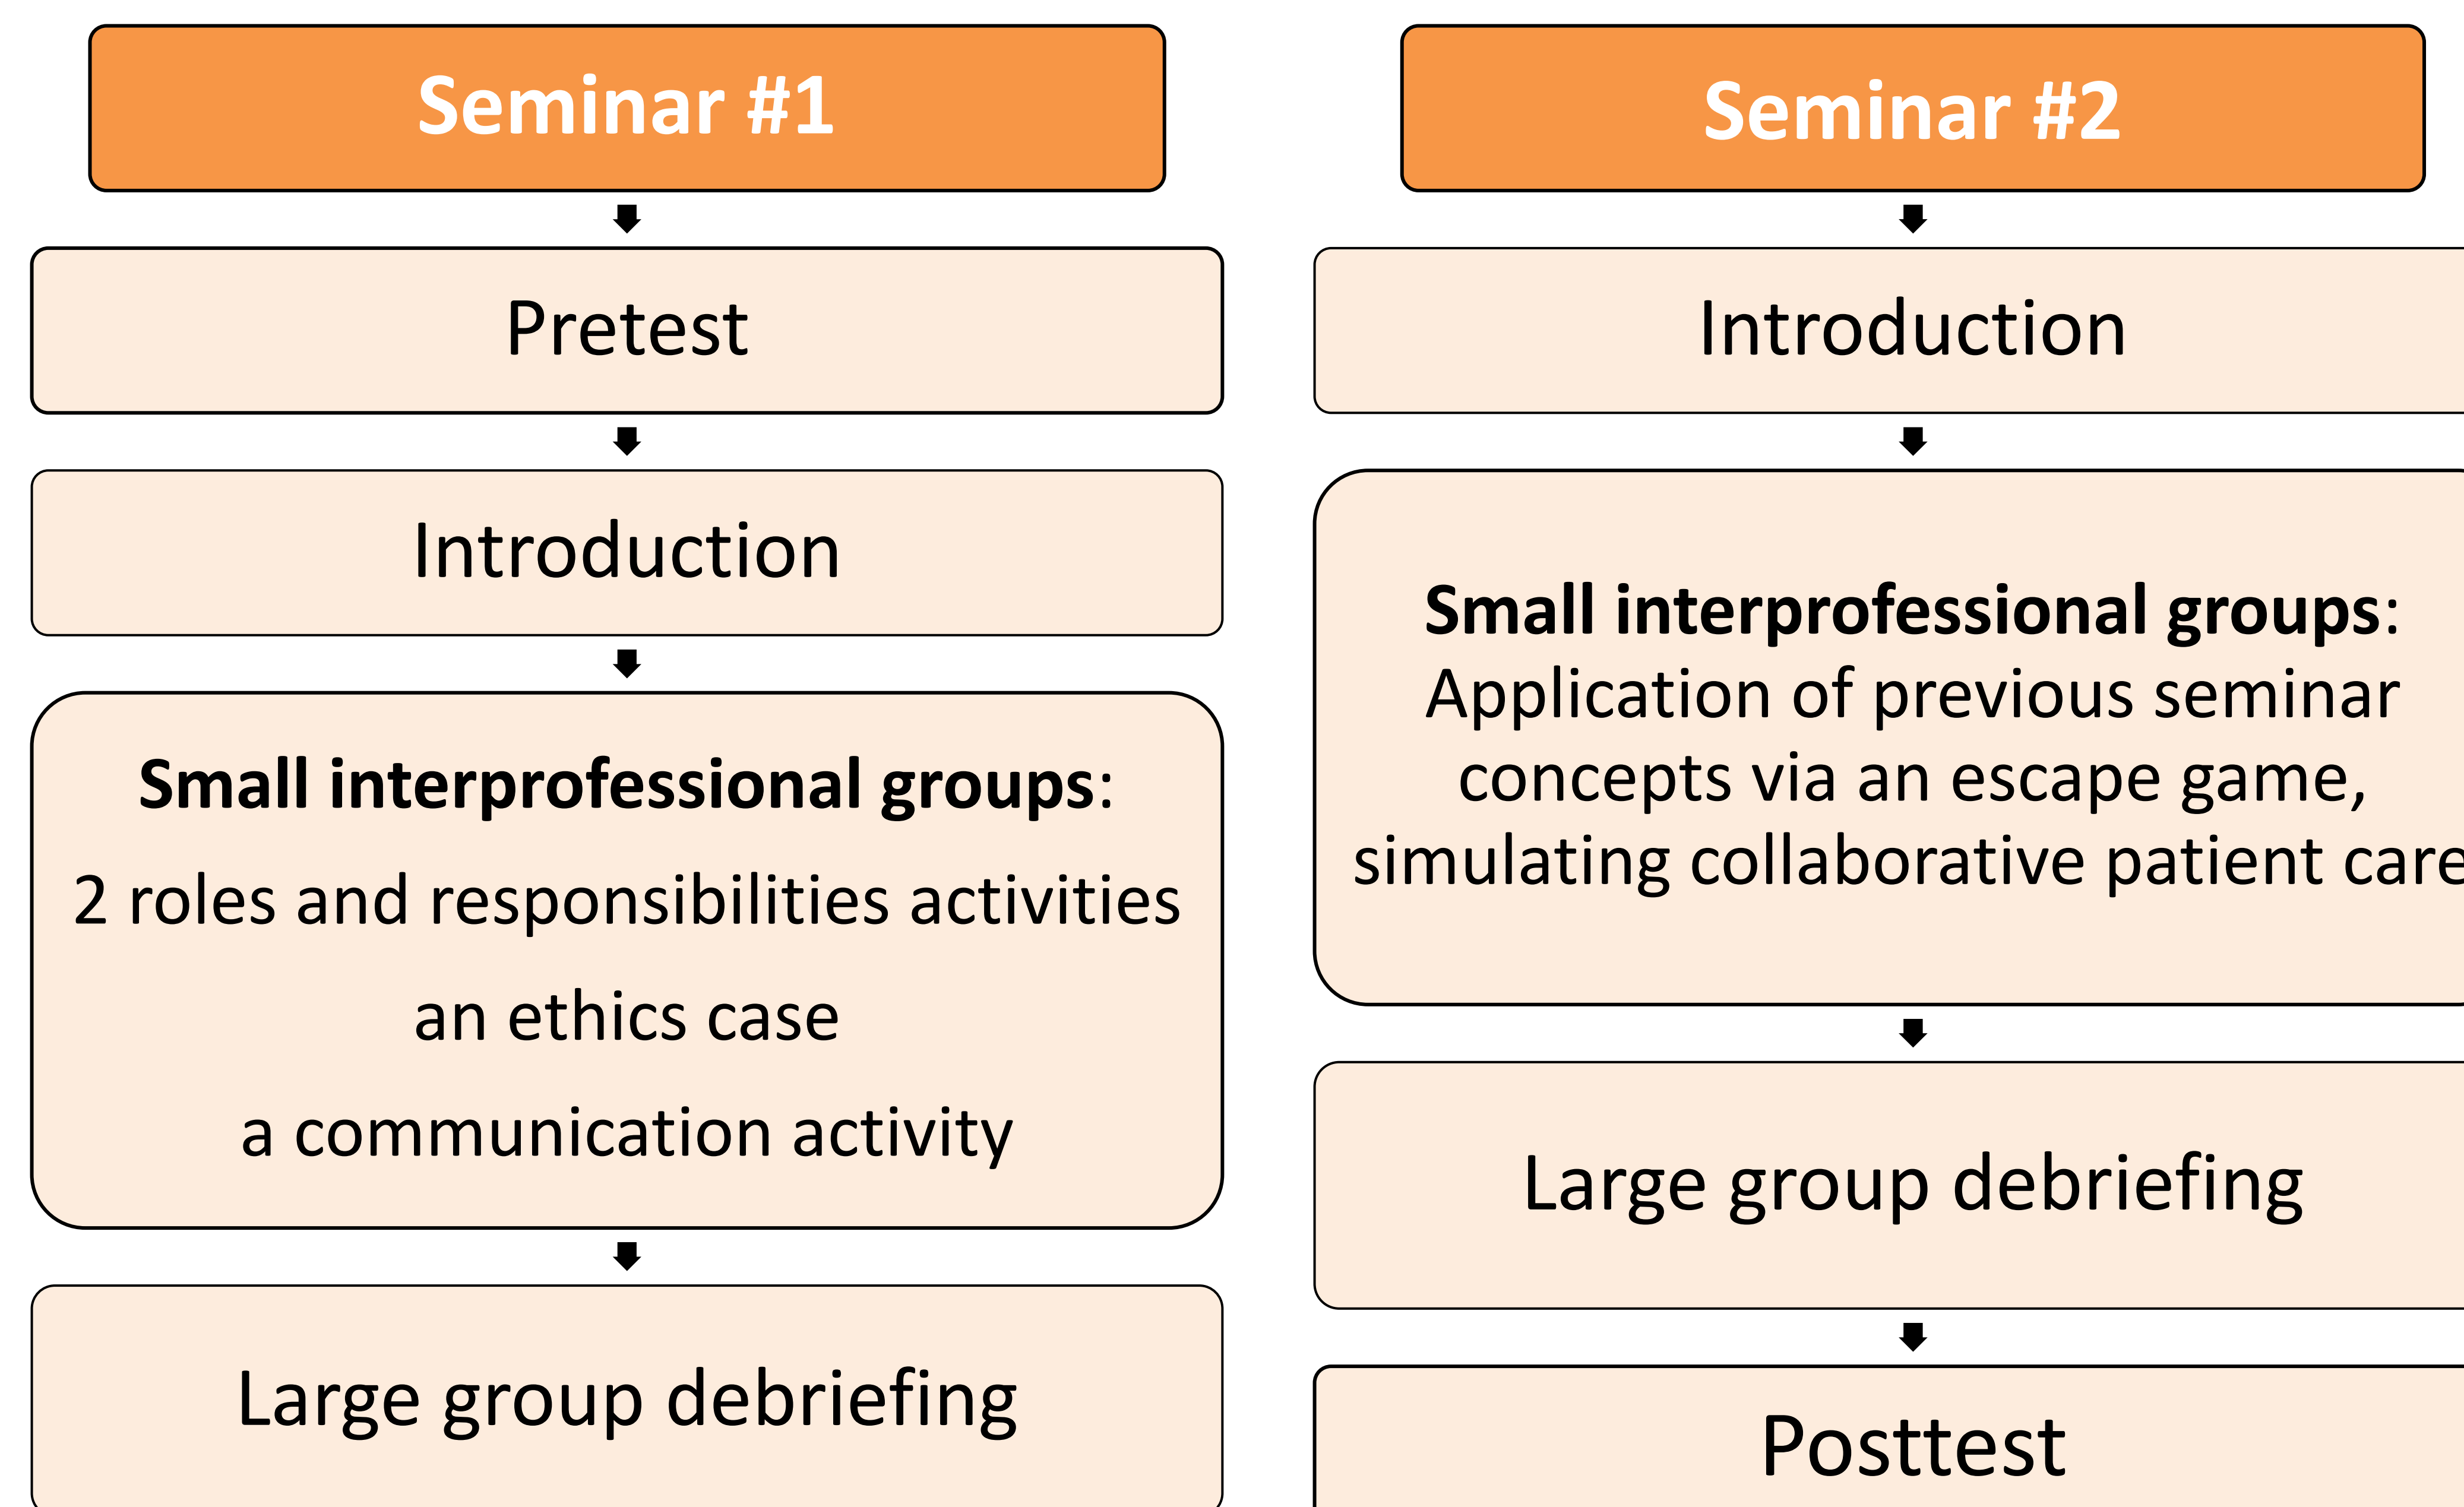 Seminar #1
Pretest
Introduction
Small interprofessional groups:
2 roles and responsibilities activities
an ethics case
a communication activity
Large group debriefing
Seminar #2
Introduction
Small interprofessional groups:
Application of previous seminar
concepts via an escape game,
simulating collaborative patient care
Large group debriefing
Posttest